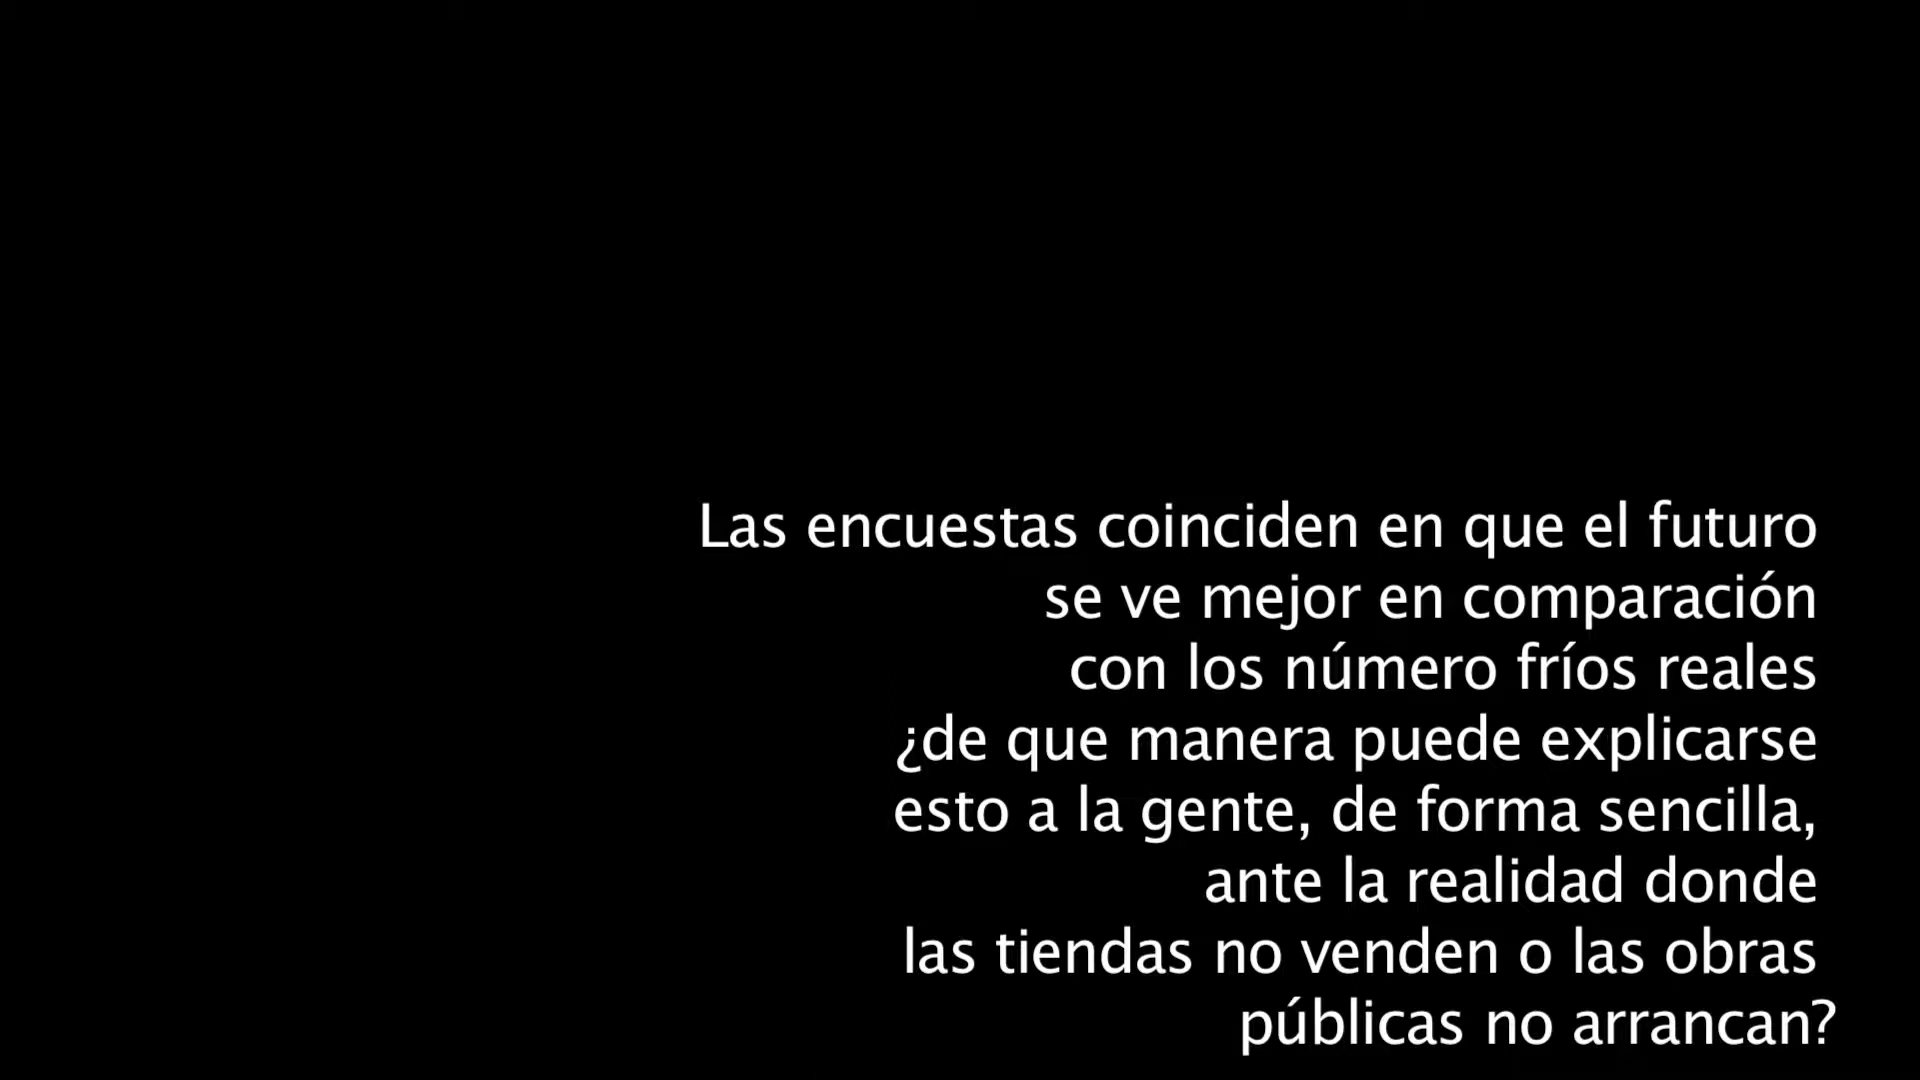 Las encuestas coinciden en que el futuro
se ve mejor en comparación
con los número fríos reales
¿de que manera puede explicarse
esto a la gente, de forma sencilla,
ante la realidad donde
las tiendas no venden o las obras
públicas no arrancan?